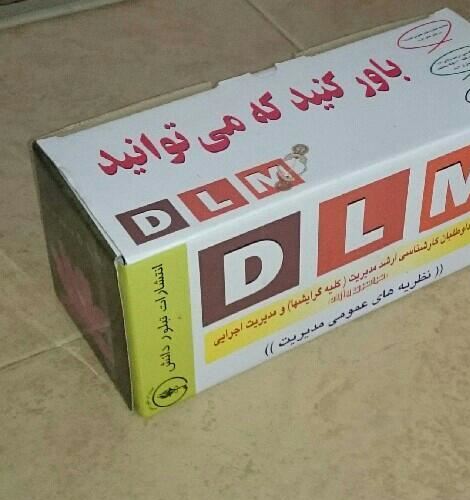 باور کنید که می توانید
DLM
DLM
داوطلبان کارشناسی ارشد مدیریت (کلیه گرایشها) و مدیریت اجرایی
(( نظریه های عمومی مدیریت ))
انتشارات نیلور دانش